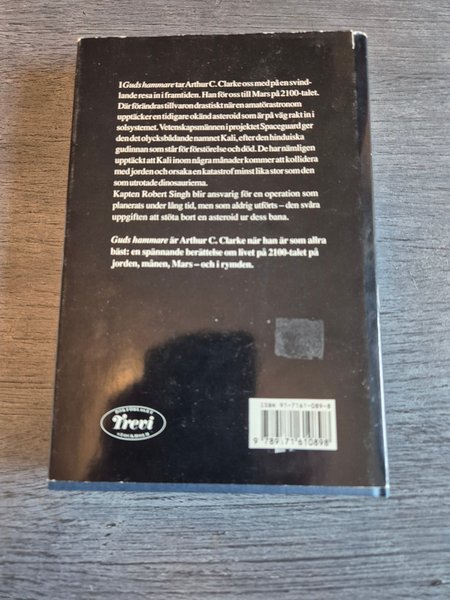 I Guds hammare tar Arthur C. Clarke oss med på en svind-
lande resa in i framtiden. Han för oss till Mars på 2100-talet.
Där förändras tillvaron drastiskt när en amatörastronom
upptäcker en tidigare okänd asteroid som är på väg rakt in i
solsystemet. Vetenskapsmännen i projektet Spaceguard ger
den det olycksbådande namnet Kali, efter den hinduiska
gudinnan som står för förstörelse och död. De har nämligen
upptäckt att Kali inom några månader kommer att kollidera
med jorden och orsaka en katastrof minst lika stor som den
som utrotade dinosaurierna.
Kapten Robert Singh blir ansvarig för en operation som
planerats under lång tid, men som aldrig utförts – den svåra
uppgiften att stöta bort en asteroid ur dess bana.
Guds hammare är Arthur C. Clarke när han är som allra
bäst: en spännande berättelse om livet på 2100-talet på
jorden, månen, Mars – och i rymden.
ISBN 91-7161-089-8
9 789171 610898
BOKFÖRLAGET
Trevi
STOCKHOLM